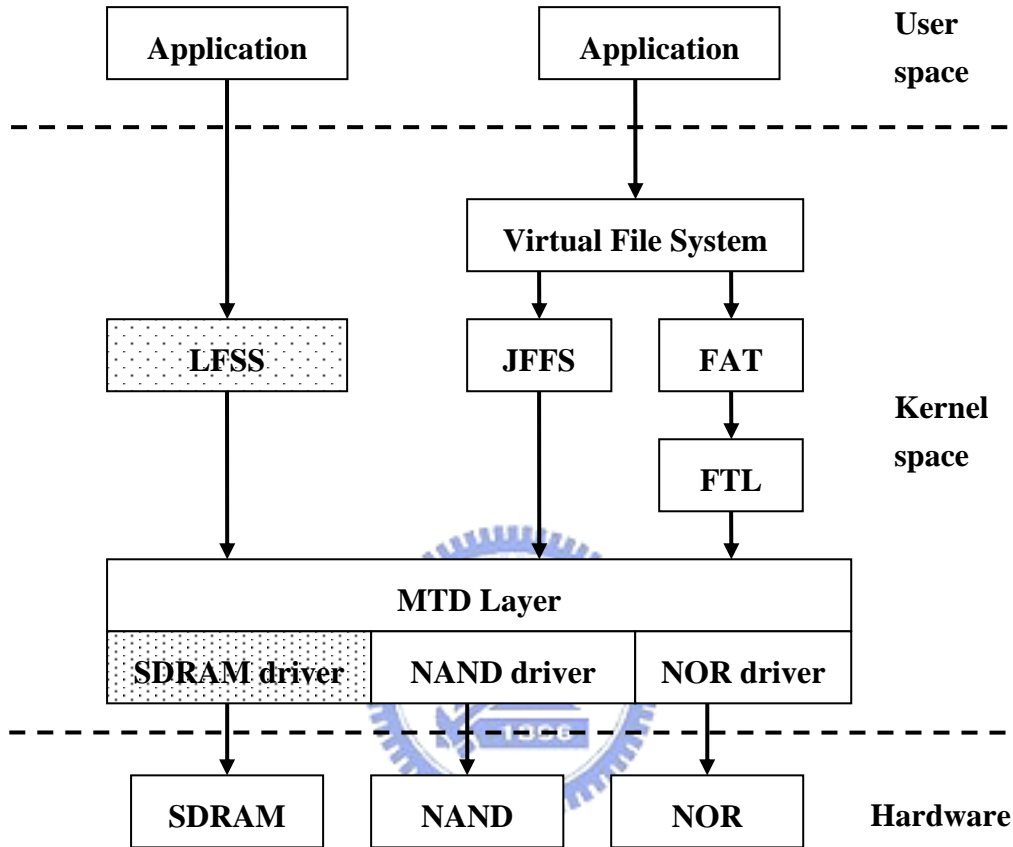 Application
Application
User
space
Virtual File System
LFSS
JFFS
FAT
Kernel
space
FTL
MTD Layer
SDRAM driver
NAND driver
NOR driver
1896
SDRAM
NAND
NOR
Hardware